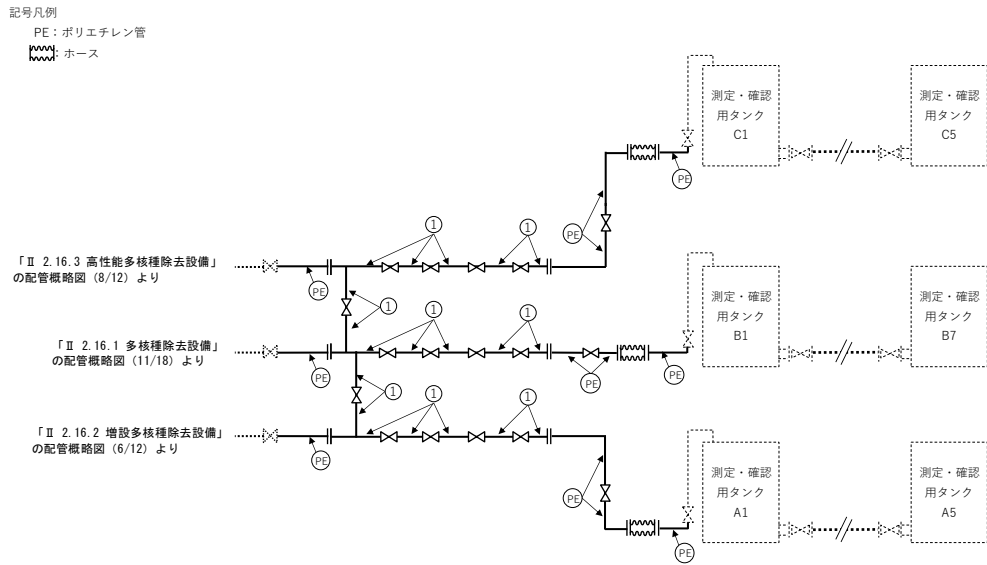 記号凡例
PE：ポリエチレン管
：ホース
測定・確認
用タンク
C1
測定・確認
用タンク
C5
PE
PE
①
①
「Ⅱ 2.16.3 高性能多核種除去設備」
の配管概略図（8/12）より
PE
①
測定・確認
用タンク
B1
測定・確認
用タンク
B7
①
①
「Ⅱ 2.16.1 多核種除去設備」
の配管概略図（11/18）より
PE
PE
PE
①
①
①
「Ⅱ 2.16.2 増設多核種除去設備」
の配管概略図（6/12）より
PE
測定・確認
用タンク
A1
測定・確認
用タンク
A5
PE
PE